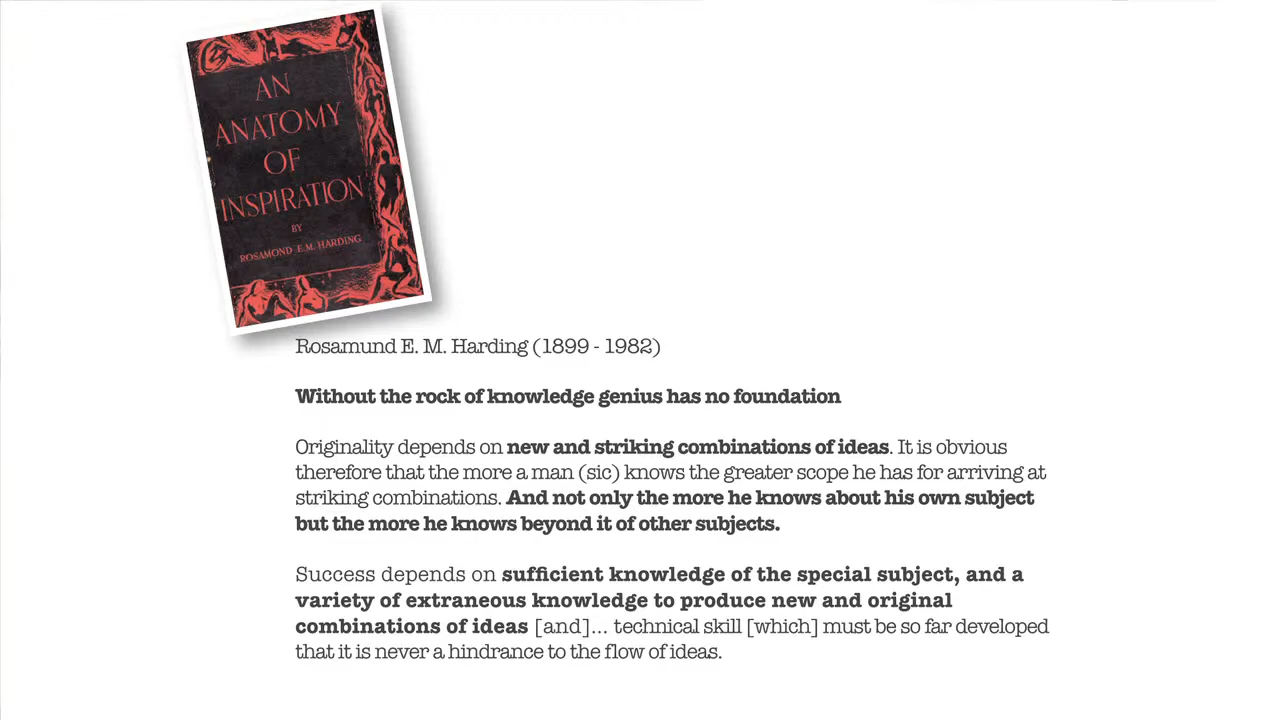 AN
ANATOMY
OF
INSPIRATION
BY
ROSAMOND E.M. HARDING
Rosamund E. M. Harding (1899 - 1982)
Without the rock of knowledge genius has no foundation
Originality depends on new and striking combinations of ideas. It is obvious
therefore that the more a man (sic) knows the greater scope he has for arriving at
striking combinations. And not only the more he knows about his own subject
but the more he knows beyond it of other subjects.
Success depends on sufficient knowledge of the special subject, and a
variety of extraneous knowledge to produce new and original
combinations of ideas [and]... technical skill [which] must be so far developed
that it is never a hindrance to the flow of ideas.